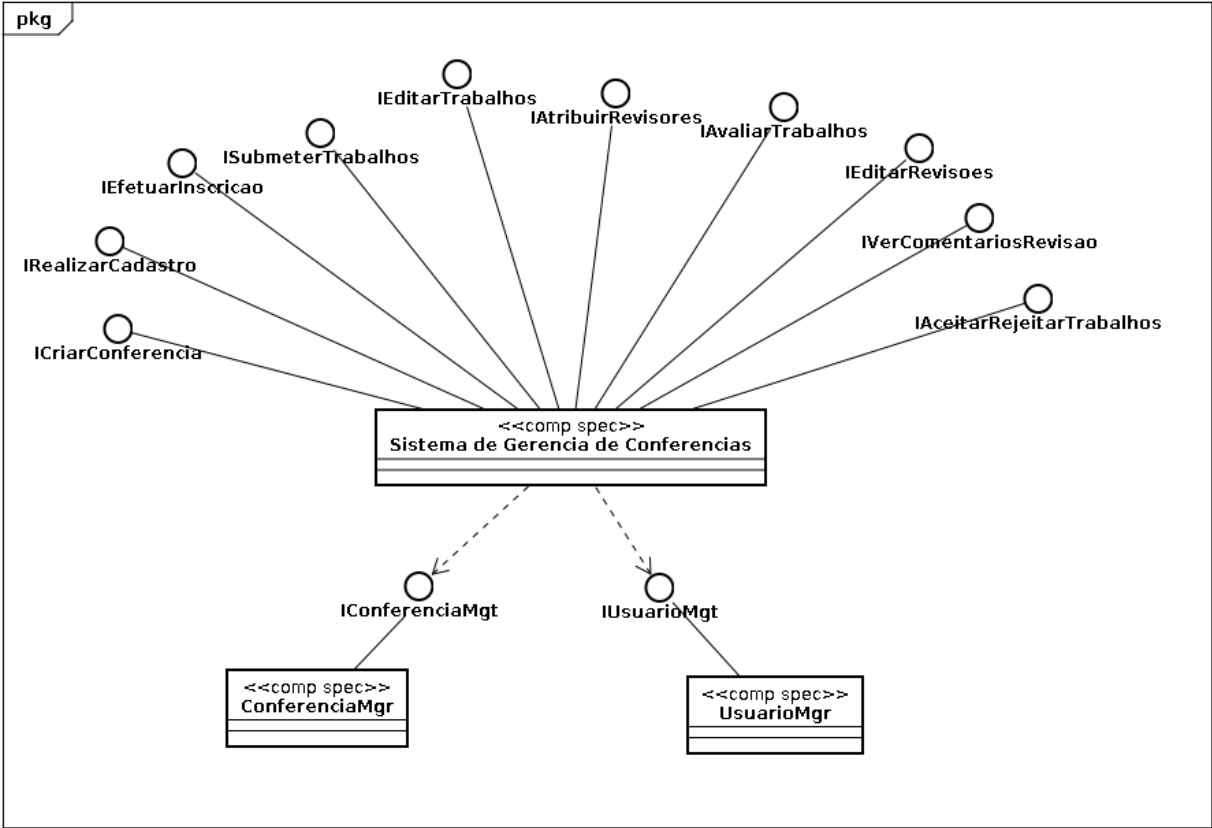 pkg
IEditarTrabalhos
IAtribuirRevisores
IAvaliarTrabalhos
ISubmeterTrabalhos
IEditarRevisoes
IEfetuarInscricao
IVerComentariosRevisao
IRealizarCadastro
IAceitarRejeitarTrabalhos
ICriarConferencia
<<comp spec>>
Sistema de Gerencia de Conferencias
IConferenciaMgt
IUsuarioMgt
<<comp spec>>
ConferenciaMgr
<<comp spec>>
UsuarioMgr